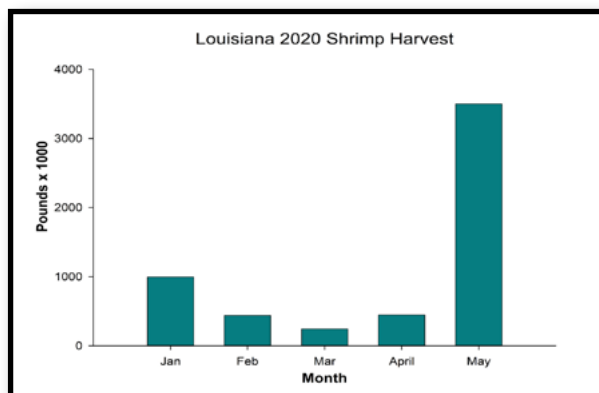 Louisiana 2020 Shrimp Harvest
4000
3000
2000
1000
0
Pounds x 1000
Jan Feb Mar April May
Month